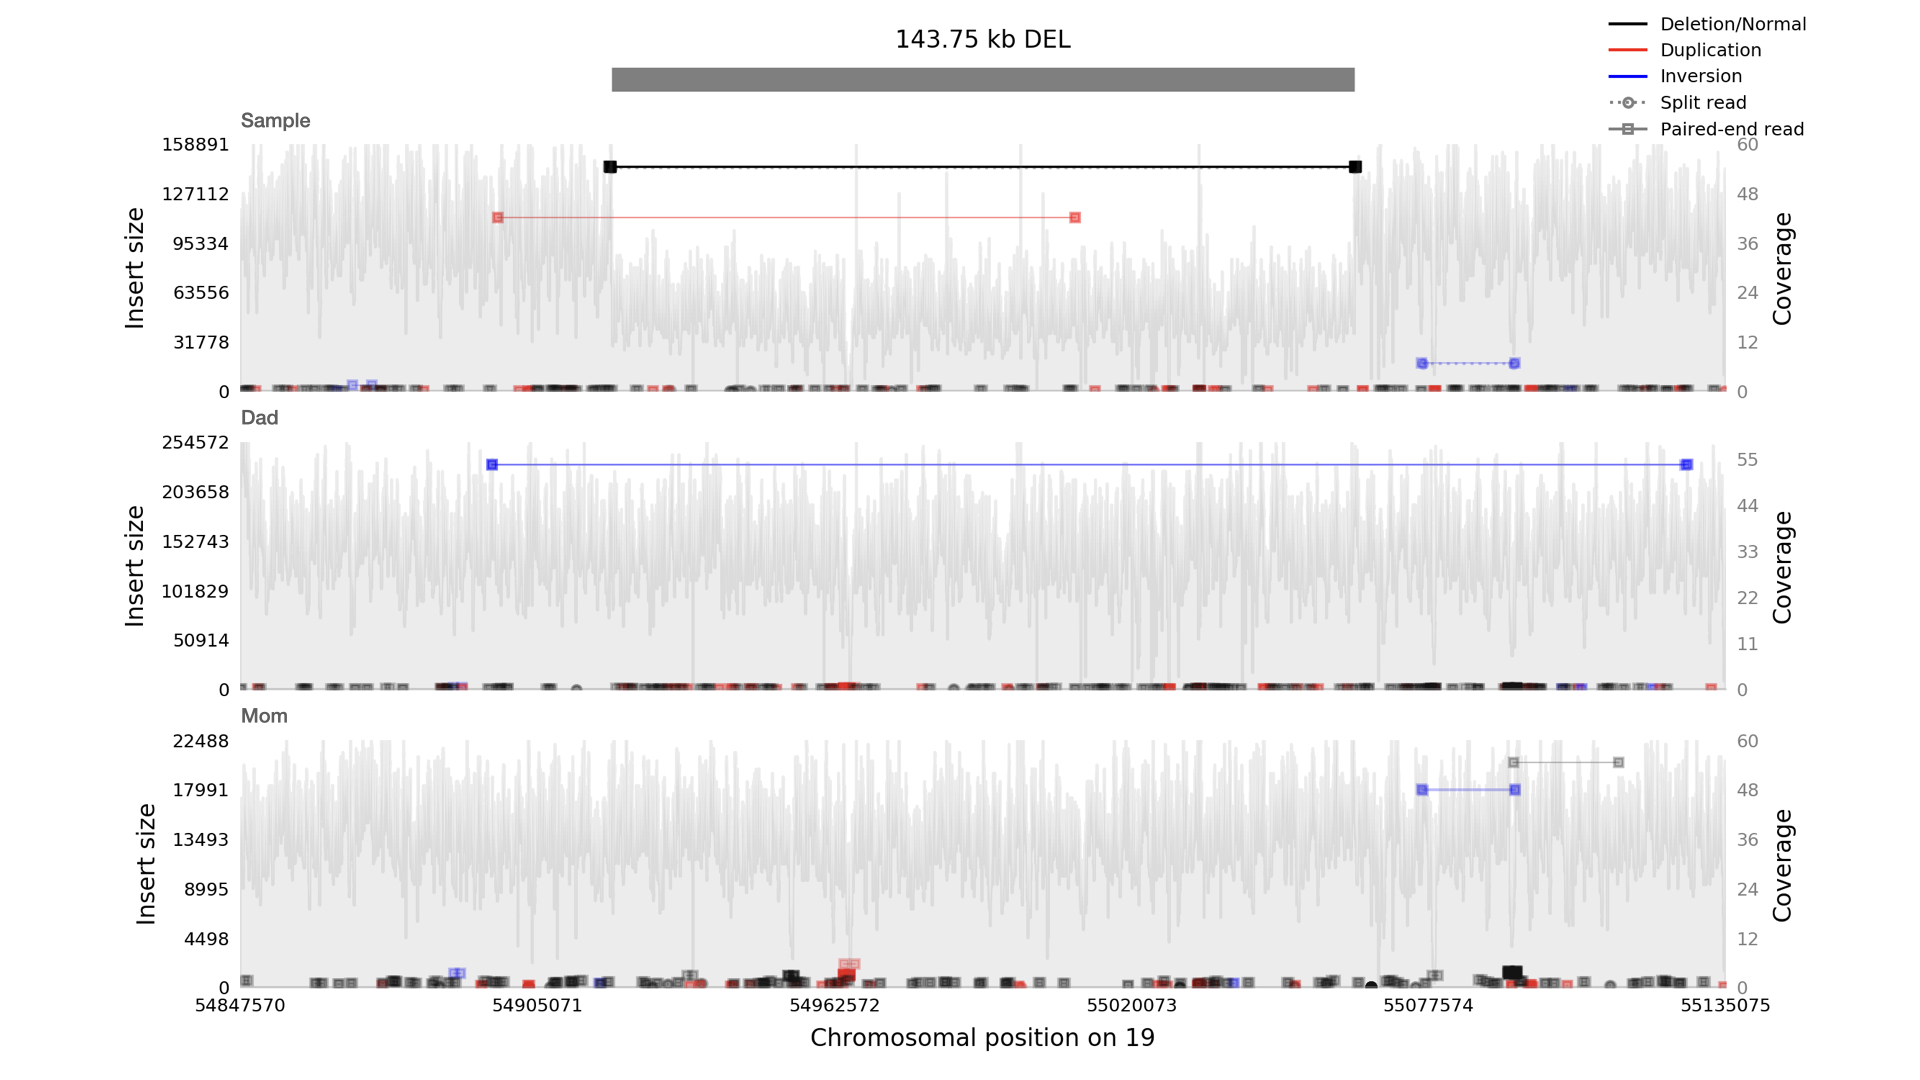 143.75 kb DEL
Deletion/Normal
Duplication
Inversion
Split read
Paired-end read
Sample
158891
127112
95334
63556
31778
0
Insert size
60
48
36
24
12
0
Coverage
Dad
254572
203658
152743
101829
50914
0
Insert size
55
44
33
22
11
0
Coverage
Mom
22488
17991
13493
8995
4498
0
Insert size
60
48
36
24
12
0
Coverage
54847570 54905071 54962572 55020073 55077574 55135075
Chromosomal position on 19